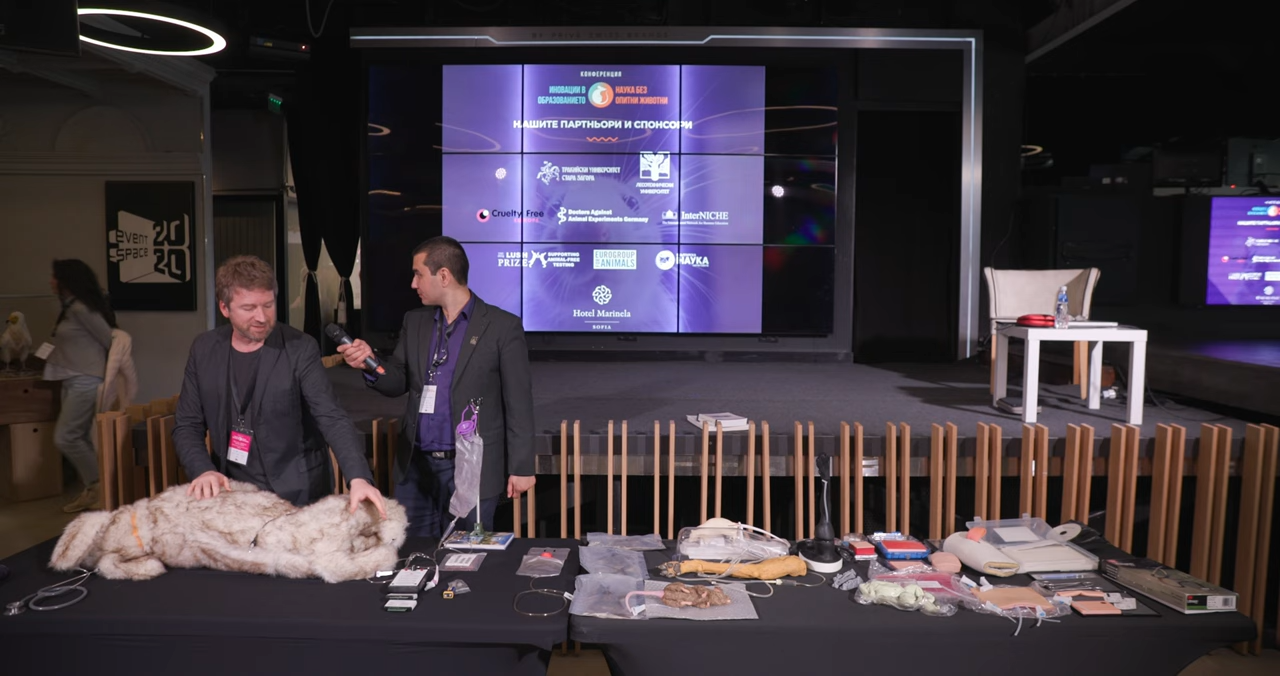 КОНФЕРЕНЦИЯ
ИНОВАЦИИ В
ОБРАЗОВАНИЕТО
НАУКА БЕЗ
ОПИТНИ ЖИВОТНИ
НАШИТЕ ПАРТНЬОРИ И СПОНСОРИ
ТРАКИЙСКИ УНИВЕРСИТЕТ
СТАРА ЗАГОРА
ЛЕСОТЕХНИЧЕСКИ
УНИВЕРСИТЕТ
Cruelty Free
Doctors Against
Animal Experiments Germany
InterNICHE
LUSH
PRIZE
SUPPORTING
ANIMAL-FREE
TESTING
EUROGROUP
FOR ANIMALS
НАУКА
Hotel Marinela
SOFIA
event
space
2020